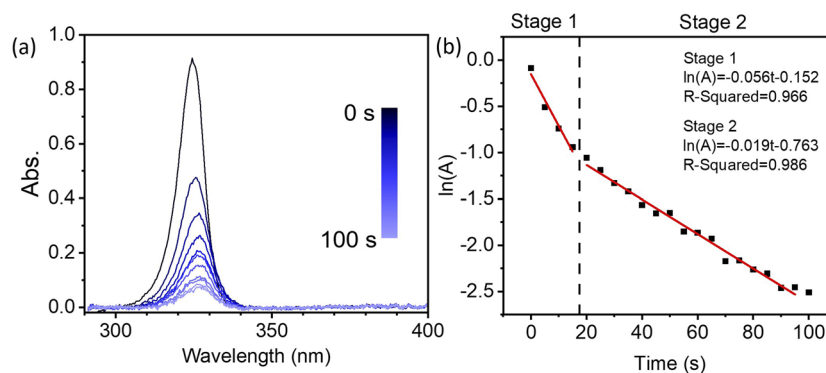 Stage 1 Stage 2
(a)
1.0
0.8
0.6
0.4
0.2
0.0
Abs.
0 s
100 s
300 350 400
Wavelength (nm)
(b)
0.0
-0.5
-1.0
-1.5
-2.0
-2.5
ln(A)
Stage 1
ln(A)=-0.056t-0.152
R-Squared=0.966
Stage 2
ln(A)=-0.019t-0.763
R-Squared=0.986
0 20 40 60 80 100
Time (s)